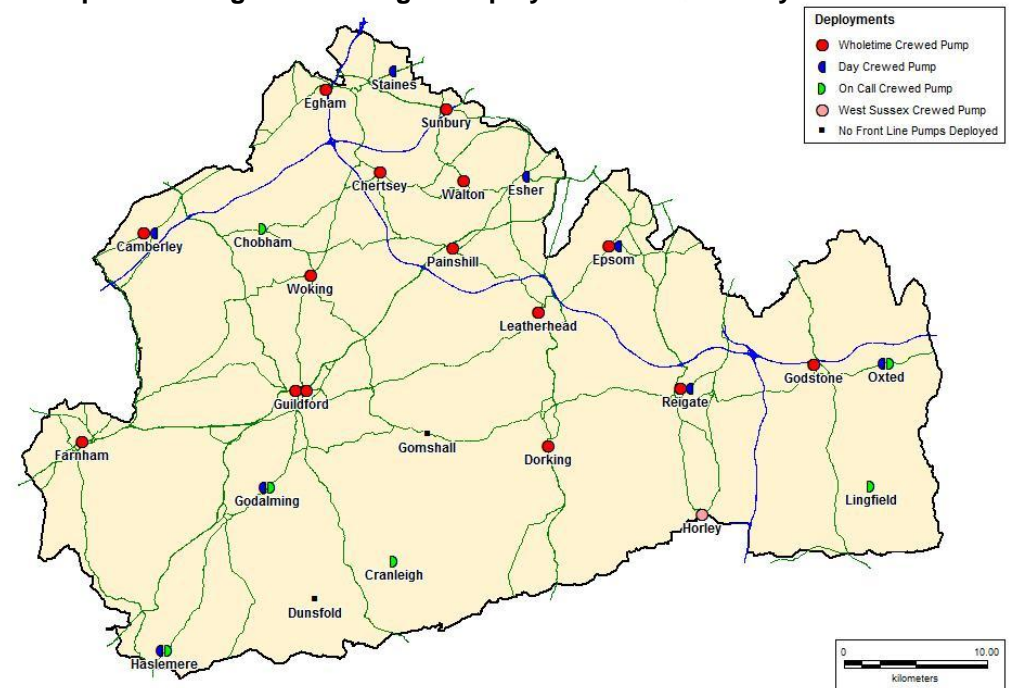 Deployments
Wholetime Crewed Pump
Day Crewed Pump
On Call Crewed Pump
West Sussex Crewed Pump
No Front Line Pumps Deployed
Staines
Egham
Sunbury
Chertsey
Walton
Esher
Camberley
Chobham
Painshill
Epsom
Woking
Leatherhead
Godstone
Oxted
Guildford
Reigate
Farnham
Gomshall
Dorking
Godalming
Lingfield
Horley
Cranleigh
Dunsfold
Haslemere
0 10.00
kilometers